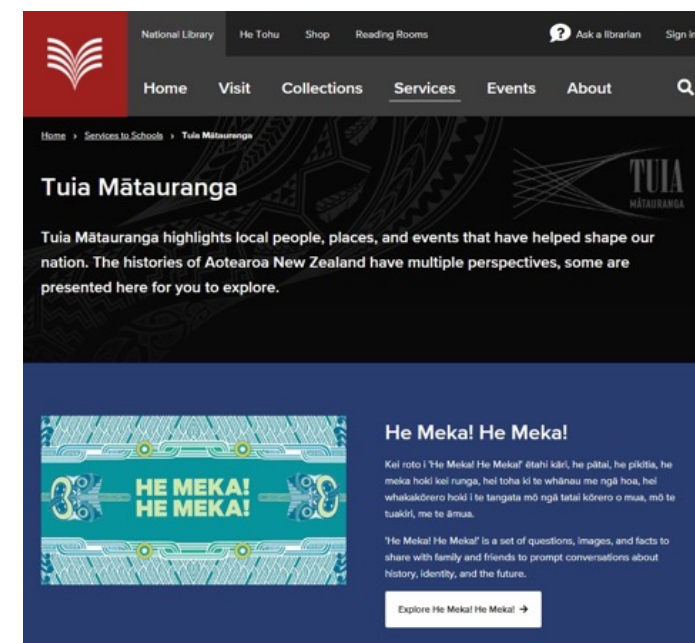 National Library He Tohu Shop Reading Rooms ? Ask a librarian Sign in
Home Visit Collections Services Events About
Home › Services to Schools › Tuia Mātauranga
Tuia Mātauranga
TUIA
MĀTAURANGA
Tuia Mātauranga highlights local people, places, and events that have helped shape our
nation. The histories of Aotearoa New Zealand have multiple perspectives, some are
presented here for you to explore.
HE MEKA!
HE MEKA!
He Meka! He Meka!
Kei roto i 'He Meka! He Meka!' ētahi kāri, he pātai, he pikitia, he
meka hoki kei runga, hei toha ki te whānau me ngā hoa, hei
whakakōrero hoki i te tangata mō ngā tatai kōrero o mua, mō te
tuakiri, me te āmua.
'He Meka! He Meka!' is a set of questions, images, and facts to
share with family and friends to prompt conversations about
history, identity, and the future.
Explore He Meka! He Meka! →